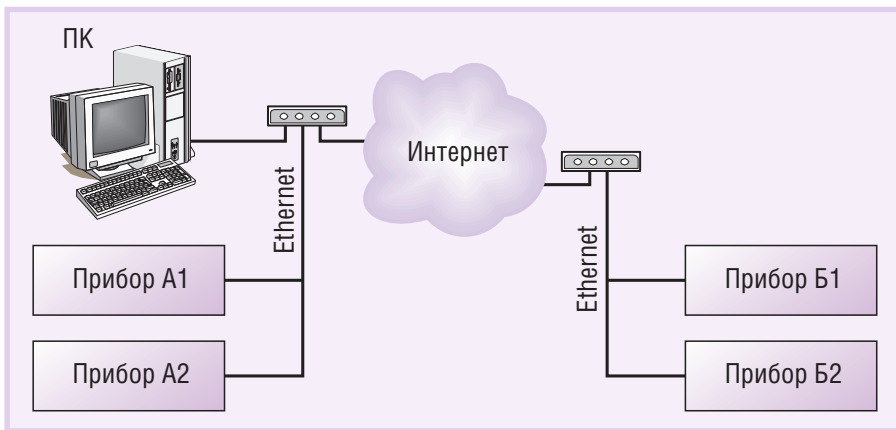 ПК
Интернет
Ethernet
Ethernet
Прибор А1
Прибор Б1
Прибор А2
Прибор Б2